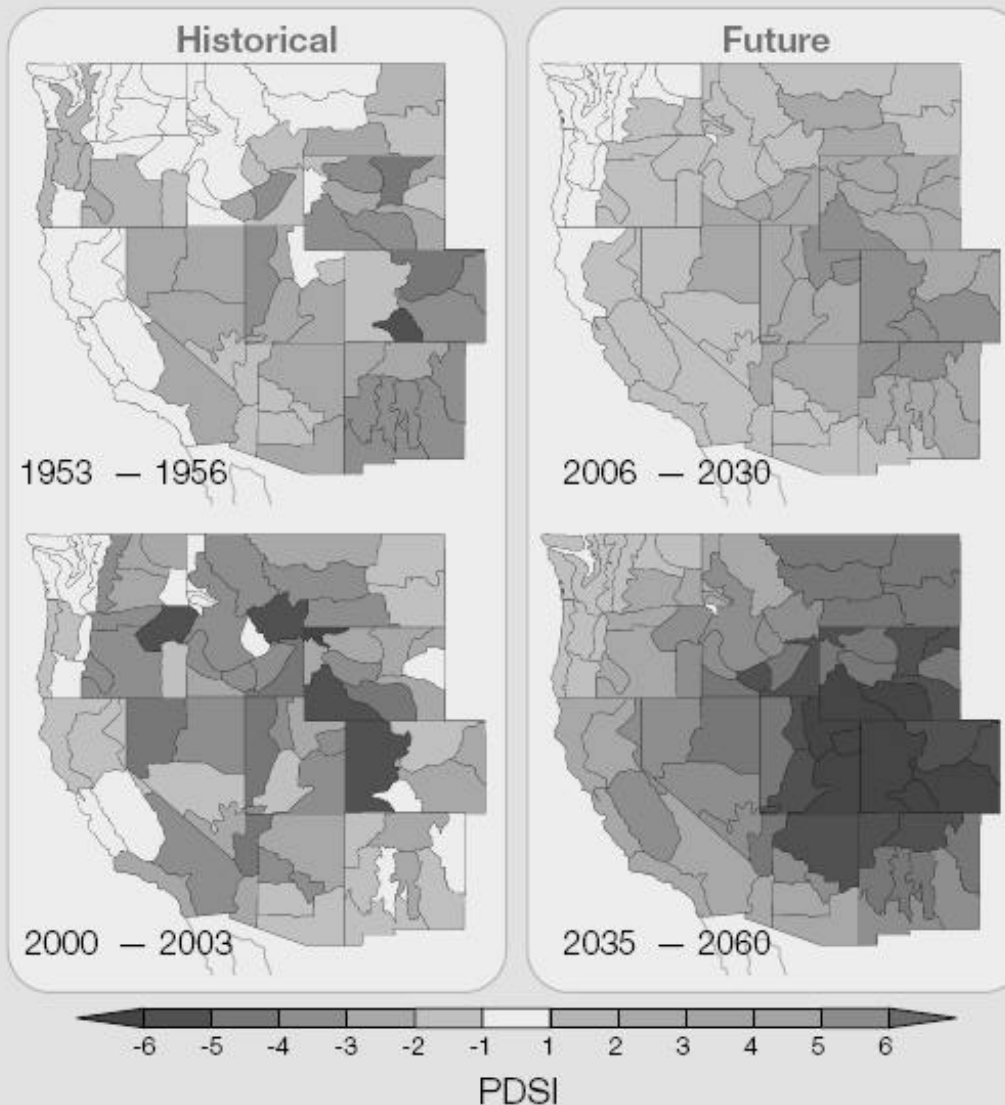 Historical
Future
1953 — 1956
2006 — 2030
2000 — 2003
2035 — 2060
-6 -5 -4 -3 -2 -1 1 2 3 4 5 6
PDSI